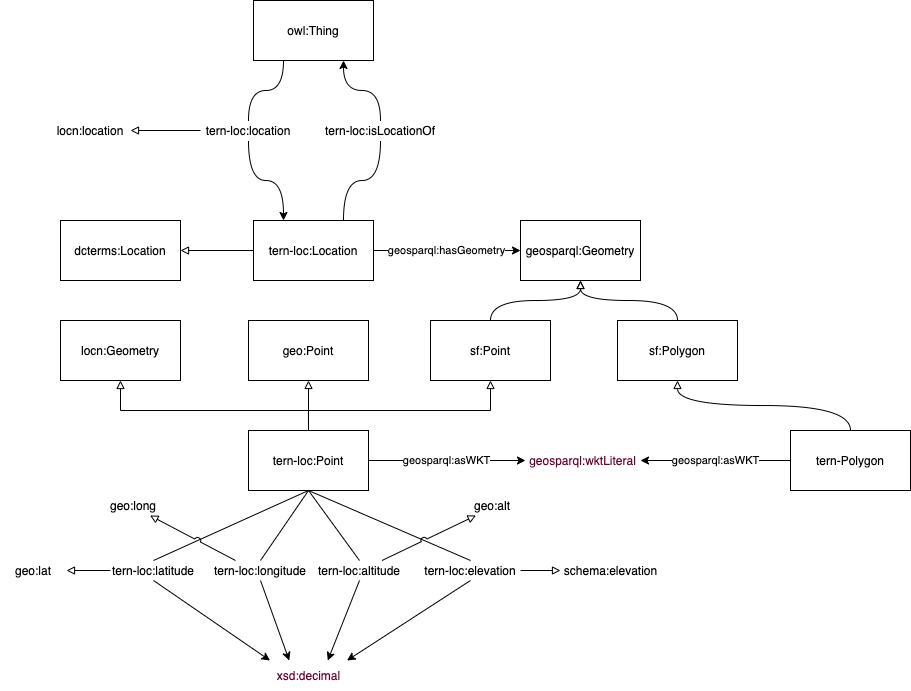 owl:Thing
locn:location
tern-loc:location
tern-loc:isLocationOf
dcterms:Location
tern-loc:Location
geosparql:hasGeometry
geosparql:Geometry
locn:Geometry
geo:Point
sf:Point
sf:Polygon
tern-loc:Point
geosparql:asWKT
geosparql:wktLiteral
geosparql:asWKT
tern-Polygon
geo:long
geo:alt
geo:lat
tern-loc:latitude
tern-loc:longitude
tern-loc:altitude
tern-loc:elevation
schema:elevation
xsd:decimal